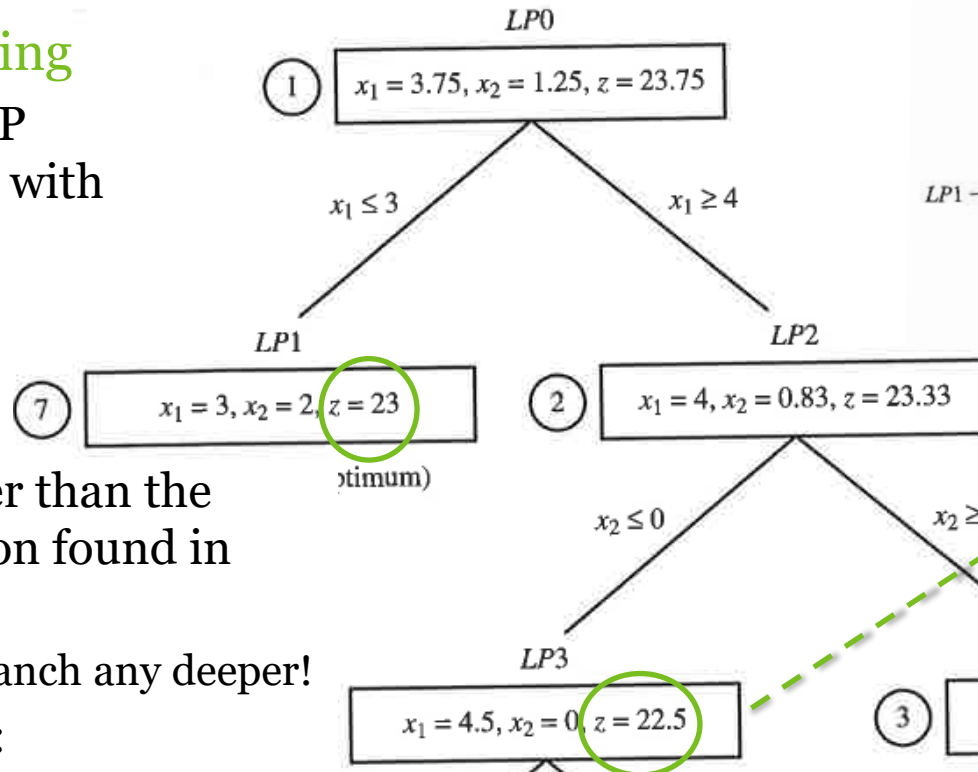 LP0
ing
1
x₁ = 3.75, x₂ = 1.25, z = 23.75
P
with
x₁ ≤ 3
x₁ ≥ 4
LP1 –
LP1
LP2
7
x₁ = 3, x₂ = 2, z = 23
2
x₁ = 4, x₂ = 0.83, z = 23.33
ptimum)
er than the
on found in
x₂ ≤ 0
x₂ ≥
LP3
anch any deeper!
:
x₁ = 4.5, x₂ = 0, z = 22.5
3